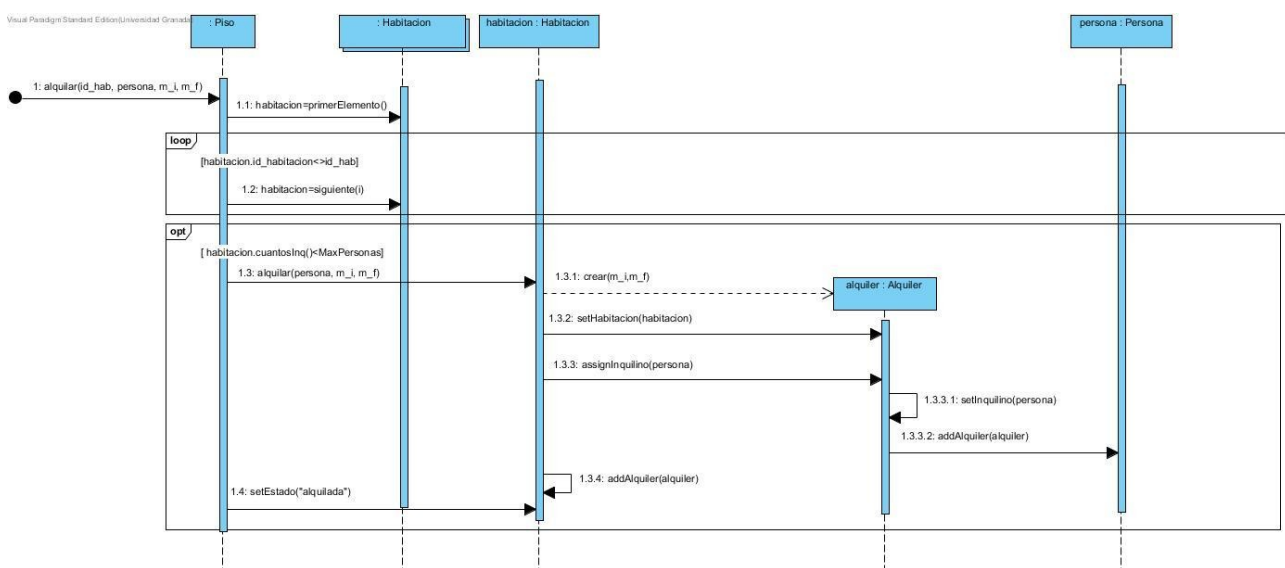 Visual Paradigm Standard Edition(Universidad Granada
: Piso
: Habitacion
habitacion : Habitacion
persona : Persona
1: alquilar(id_hab, persona, m_i, m_f)
1.1: habitacion=primerElemento()
loop
[habitacion.id_habitacion<>id_hab]
1.2: habitacion=siguiente(i)
opt
[ habitacion.cuantosInq()<MaxPersonas]
1.3: alquilar(persona, m_i, m_f)
1.3.1: crear(m_i,m_f)
alquiler : Alquiler
1.3.2: setHabitacion(habitacion)
1.3.3: assignInquilino(persona)
1.3.3.1: setInquilino(persona)
1.3.3.2: addAlquiler(alquiler)
1.3.4: addAlquiler(alquiler)
1.4: setEstado("alquilada")